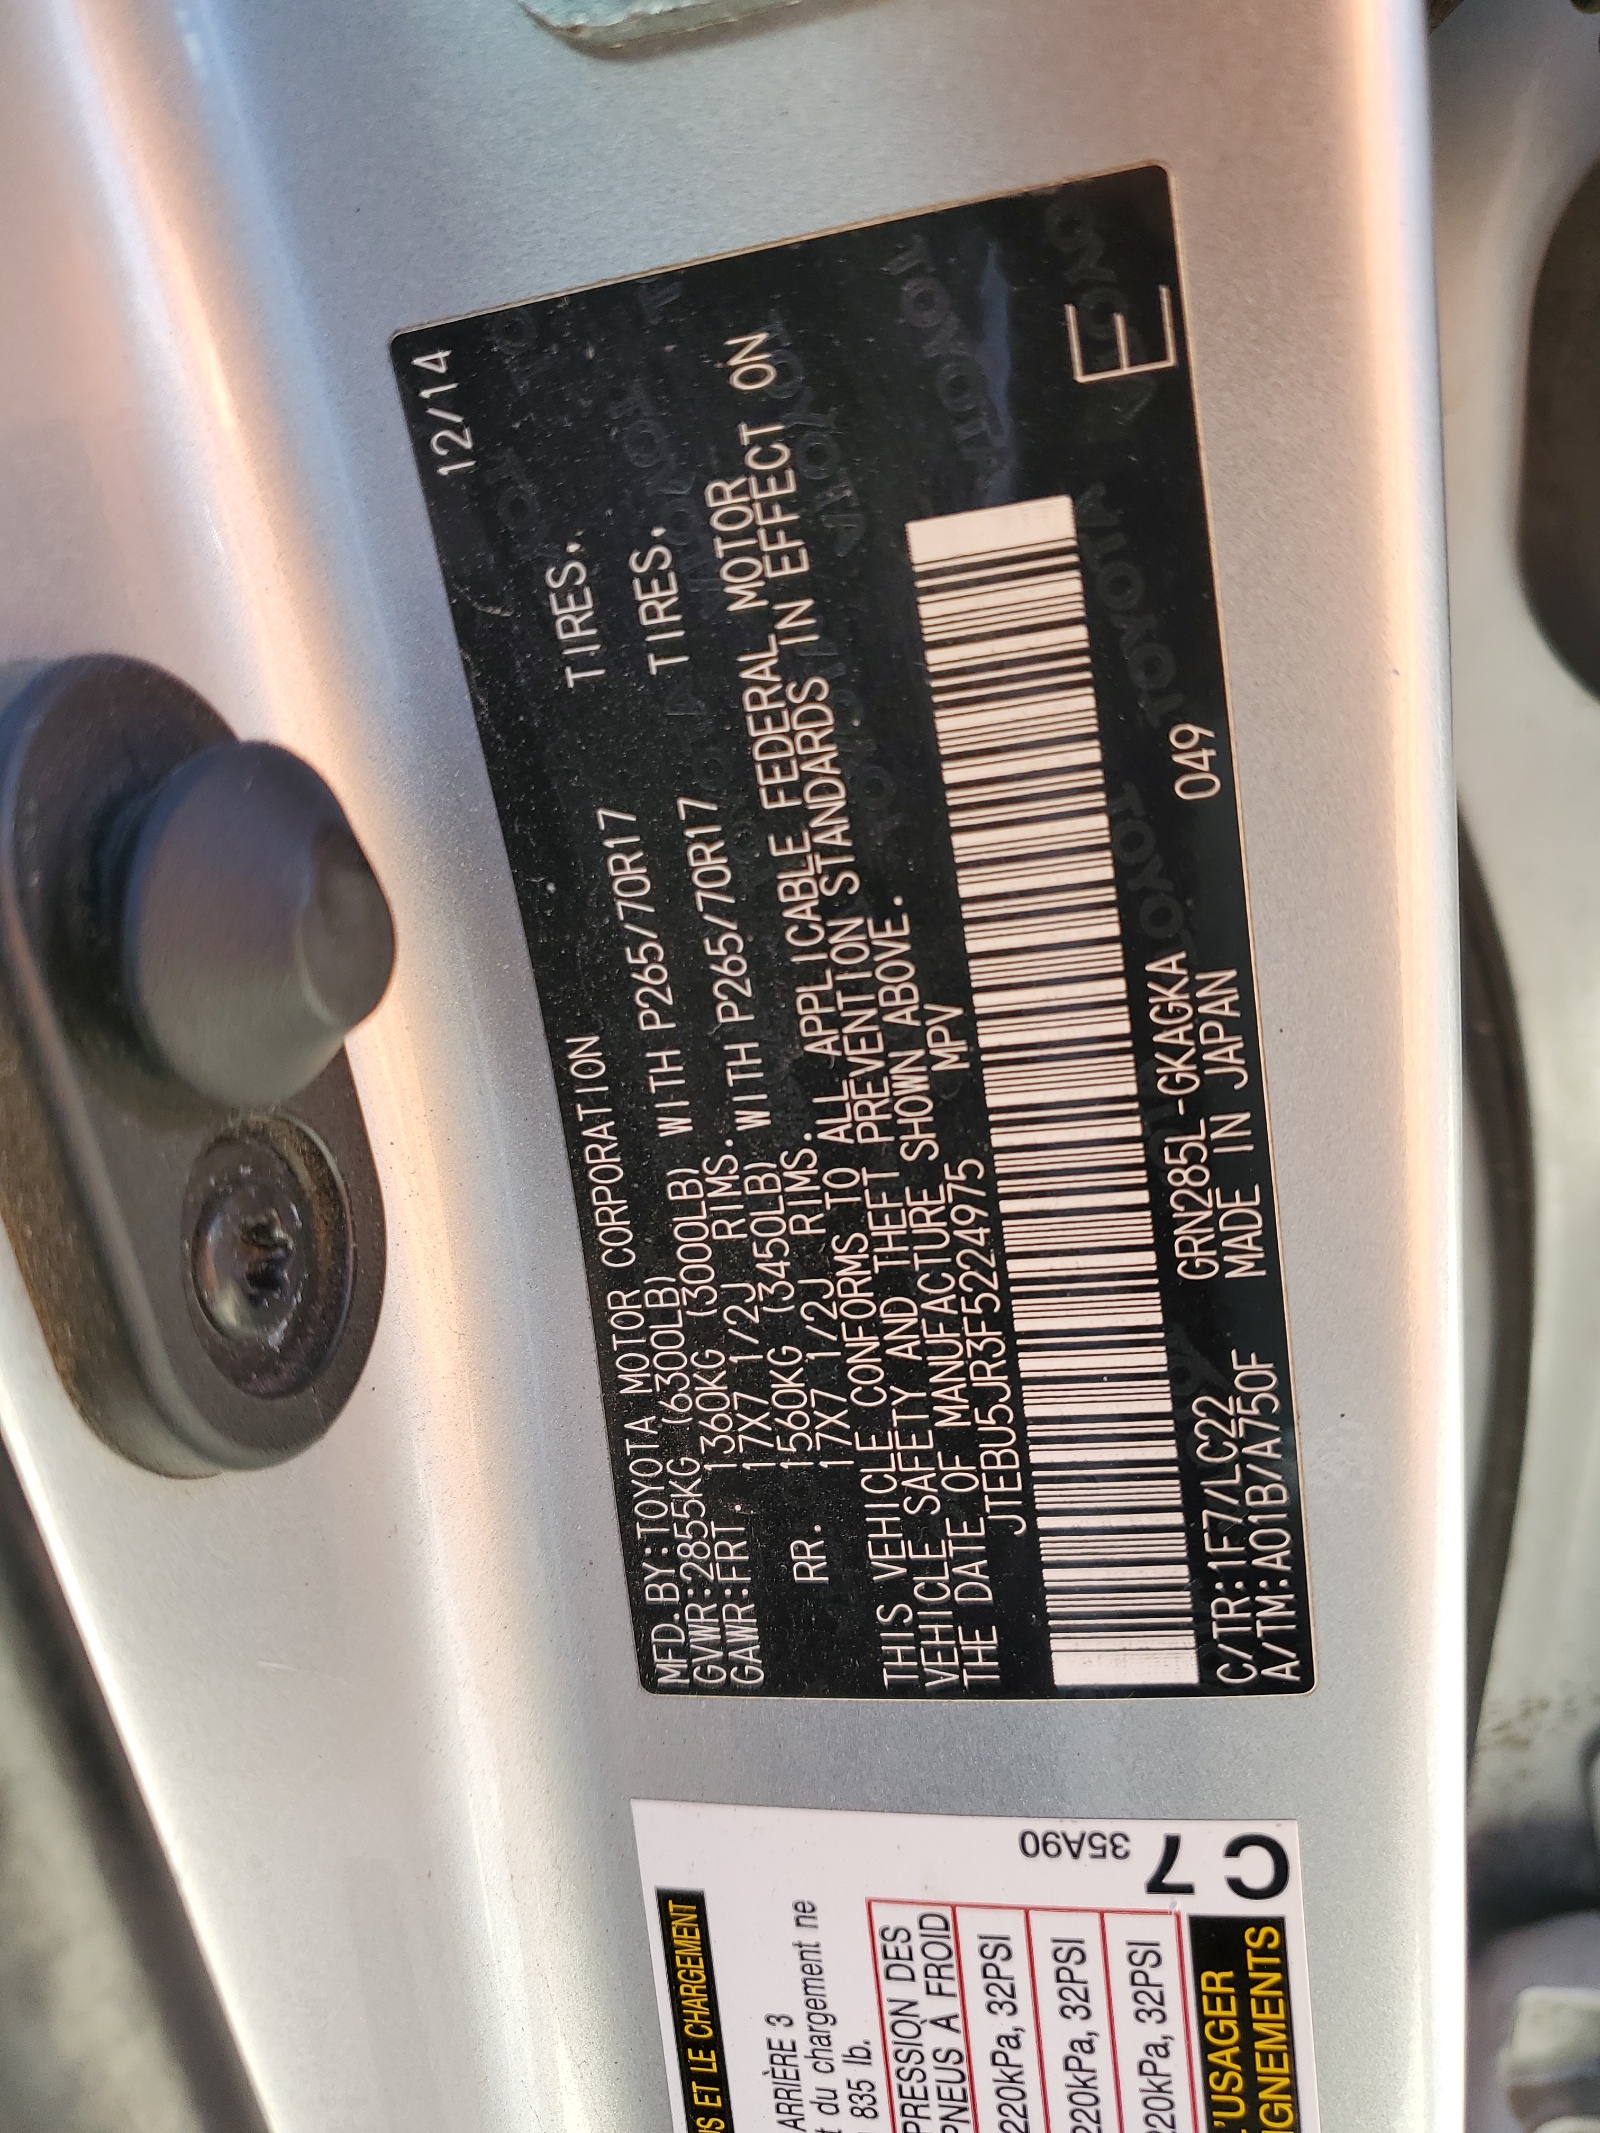 12/14
MFD.BY:TOYOTA MOTOR CORPORATION
GVWR:2855KG(6300LB)
GAWR:FRT. 1360KG (3000LB) WITH P265/70R17 TIRES,
17X7 1/2J RIMS.
RR. 1560KG (3450LB) WITH P265/70R17 TIRES,
17X7 1/2J RIMS.
THIS VEHICLE CONFORMS TO ALL APPLICABLE FEDERAL MOTOR
VEHICLE SAFETY AND THEFT PREVENTION STANDARDS IN EFFECT ON
THE DATE OF MANUFACTURE SHOWN ABOVE.
JTEBU5JR3F5224975 MPV
E
C/TR:1F7/LC22 GRN285L-GKAGKA 049
A/TM:A01B/A750F MADE IN JAPAN
S ET LE CHARGEMENT
ARRIÈRE 3
du chargement ne
835 lb.
PRESSION DES
PNEUS À FROID
220kPa, 32PSI
220kPa, 32PSI
220kPa, 32PSI
L'USAGER
IGNEMENTS
C7
35A90